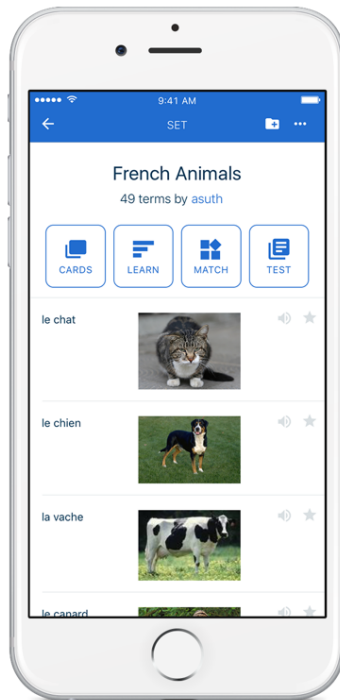 9:41 AM
SET
French Animals
49 terms by asuth
CARDS LEARN MATCH TEST
le chat
le chien
la vache
le canard